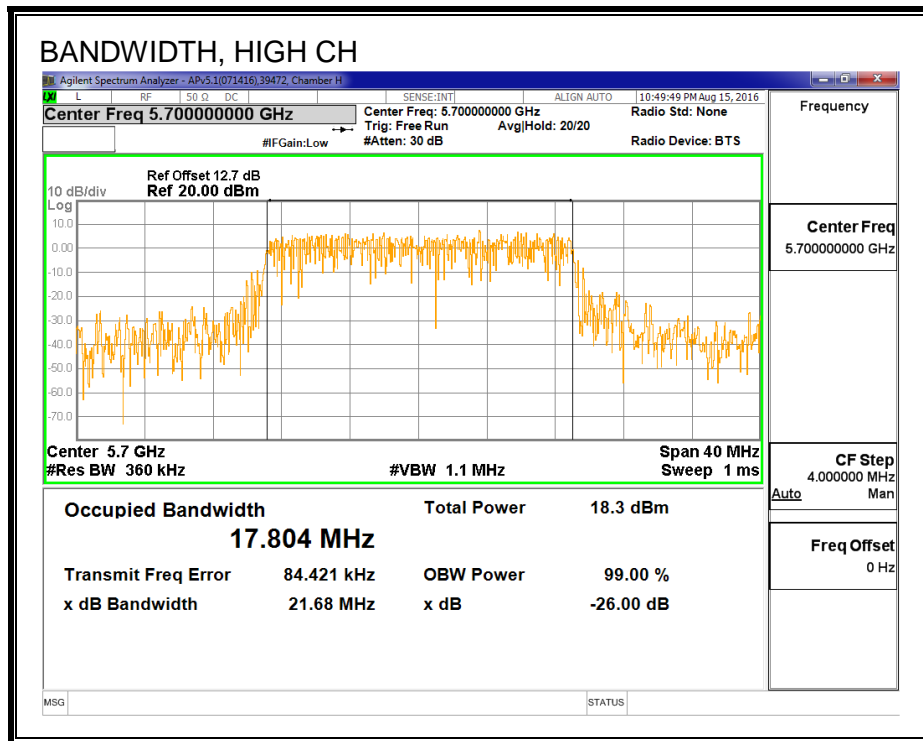 BANDWIDTH, HIGH CH
Agilent Spectrum Analyzer - APv5.1(071416),39472, Chamber H
LXI L RF 50 Ω DC SENSE:INT ALIGN AUTO 10:49:49 PM Aug 15, 2016
Center Freq 5.700000000 GHz
Center Freq: 5.700000000 GHz
Radio Std: None
Trig: Free Run Avg|Hold: 20/20
#IFGain:Low
#Atten: 30 dB
Radio Device: BTS
Frequency
Ref Offset 12.7 dB
10 dB/div Ref 20.00 dBm
Log
10.0
0.00
-10.0
-20.0
-30.0
-40.0
-50.0
-60.0
-70.0
Center 5.7 GHz Span 40 MHz
#Res BW 360 kHz #VBW 1.1 MHz Sweep 1 ms
Center Freq
5.700000000 GHz
CF Step
4.000000 MHz
Auto Man
Freq Offset
0 Hz
Occupied Bandwidth Total Power 18.3 dBm
17.804 MHz
Transmit Freq Error 84.421 kHz OBW Power 99.00 %
x dB Bandwidth 21.68 MHz x dB -26.00 dB
MSG STATUS